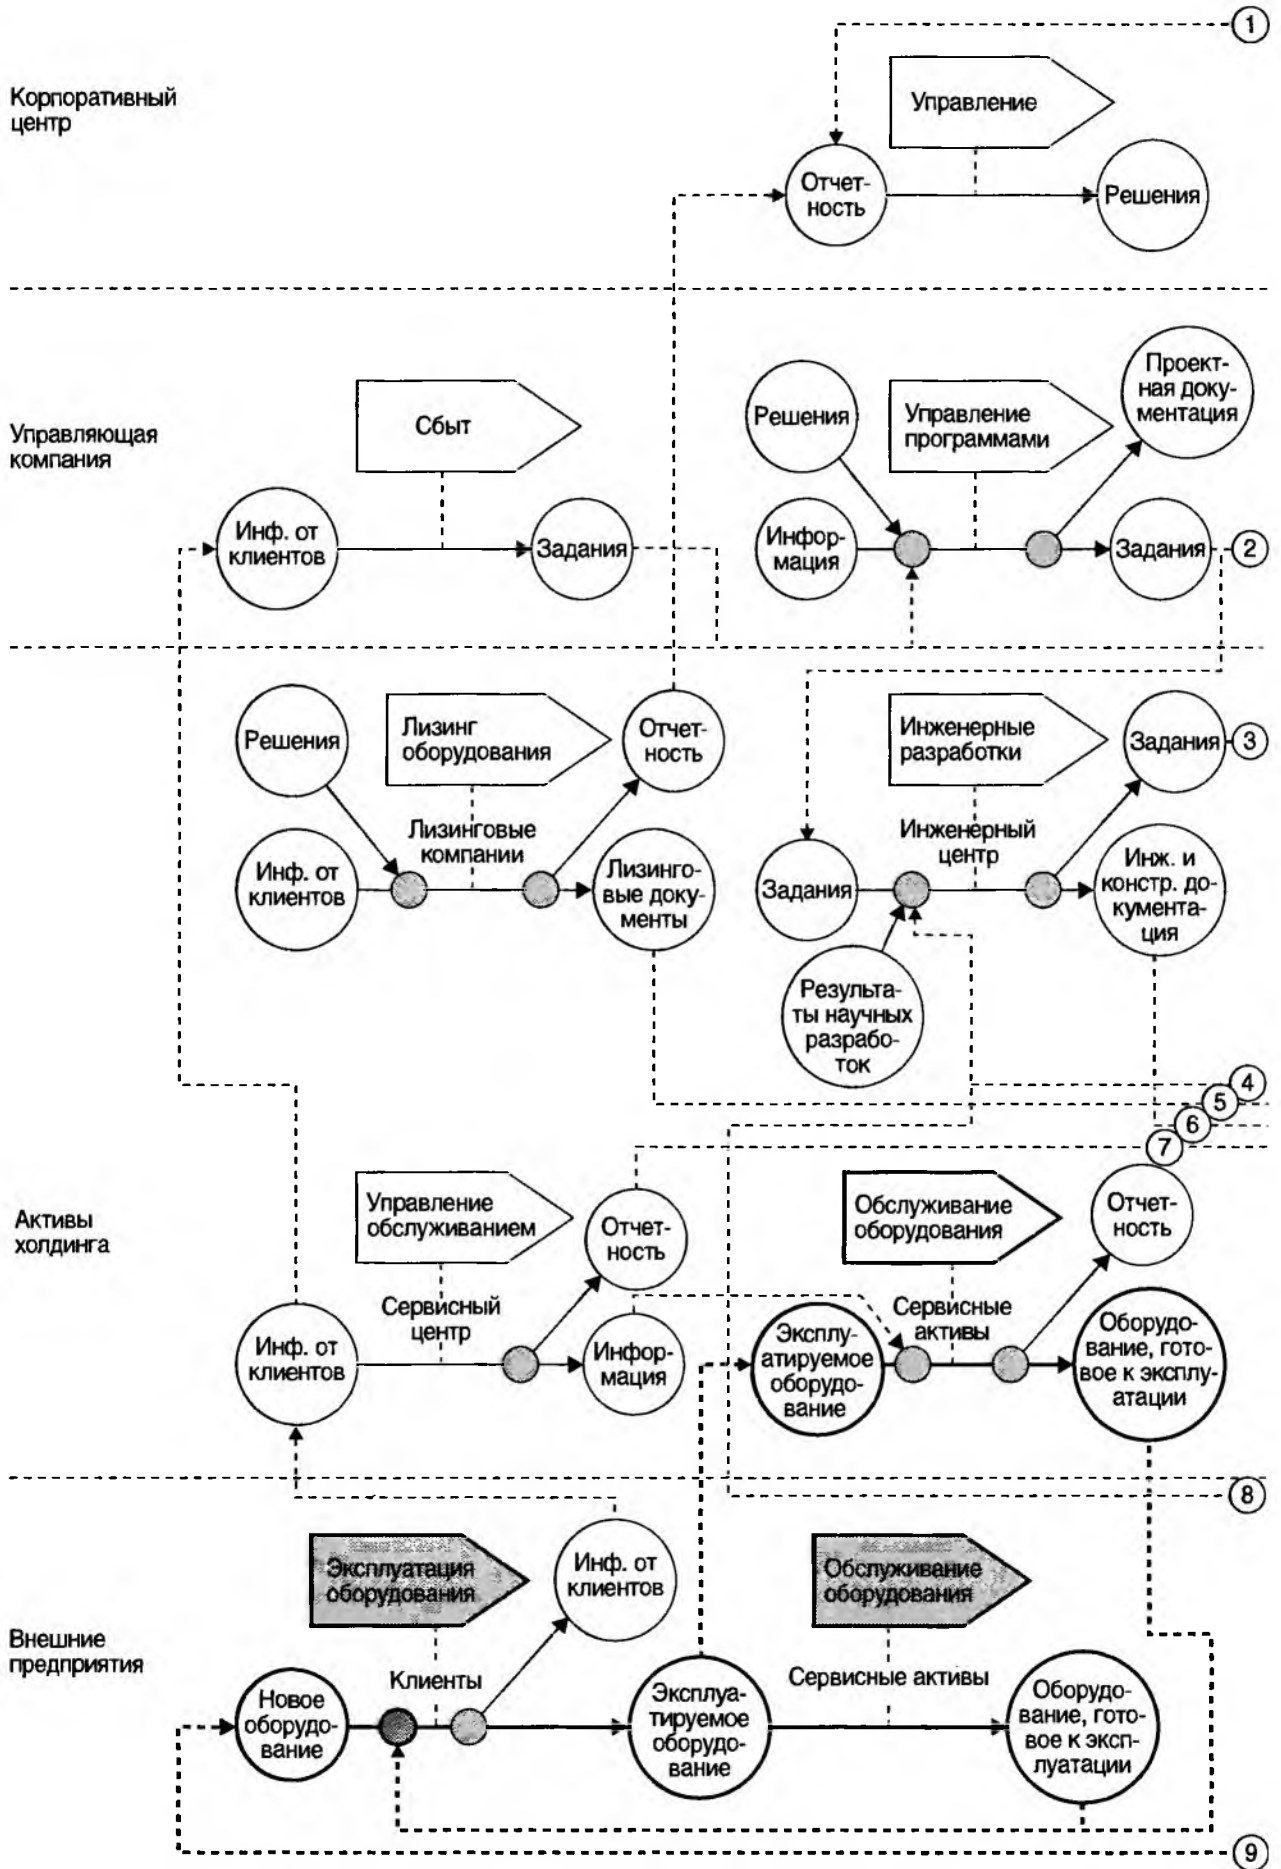 1
Корпоративный
центр
Управление
Отчет-
ность
Решения
Управляющая
компания
Сбыт
Инф. от
клиентов
Задания
Решения
Управление
программами
Проект-
ная доку-
ментация
Инфор-
мация
Задания
2
Решения
Лизинг
оборудования
Отчет-
ность
Инженерные
разработки
Задания
3
Лизинговые
компании
Инженерный
центр
Инф. от
клиентов
Лизинго-
вые доку-
менты
Задания
Инж. и
констр. до-
кумента-
ция
Результа-
ты научных
разрабо-
ток
4
5
6
7
Активы
холдинга
Управление
обслуживанием
Отчет-
ность
Обслуживание
оборудования
Отчет-
ность
Сервисный
центр
Сервисные
активы
Инф. от
клиентов
Инфор-
мация
Эксплу-
атируемое
оборудо-
вание
Оборудо-
вание, гото-
вое к эксплу-
атации
8
Внешние
предприятия
Эксплуатация
оборудования
Инф. от
клиентов
Обслуживание
оборудования
Клиенты
Сервисные активы
Новое
оборудо-
вание
Эксплуа-
тируемое
оборудо-
вание
Оборудо-
вание, гото-
вое к эксп-
луатации
9